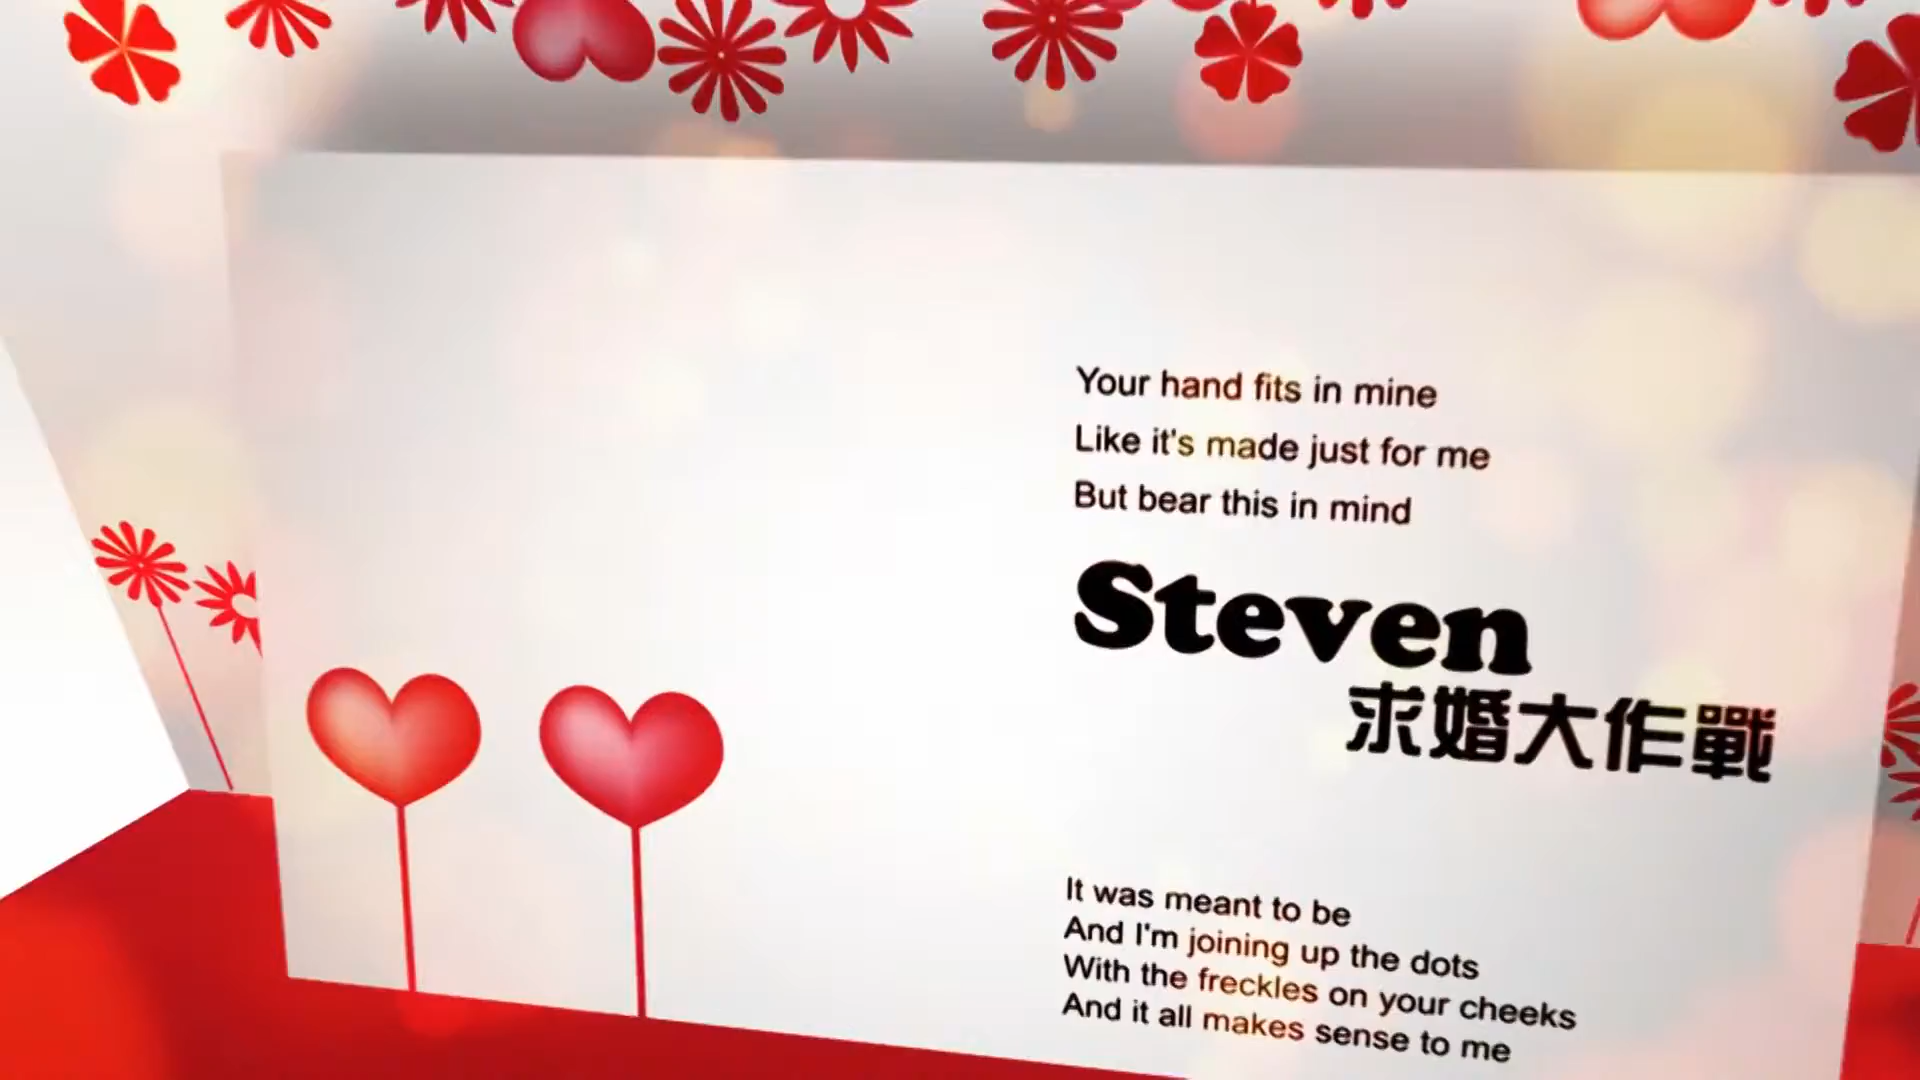 Your hand fits in mine
Like it's made just for me
But bear this in mind
Steven
求婚大作戰
It was meant to be
And I'm joining up the dots
With the freckles on your cheeks
And it all makes sense to me